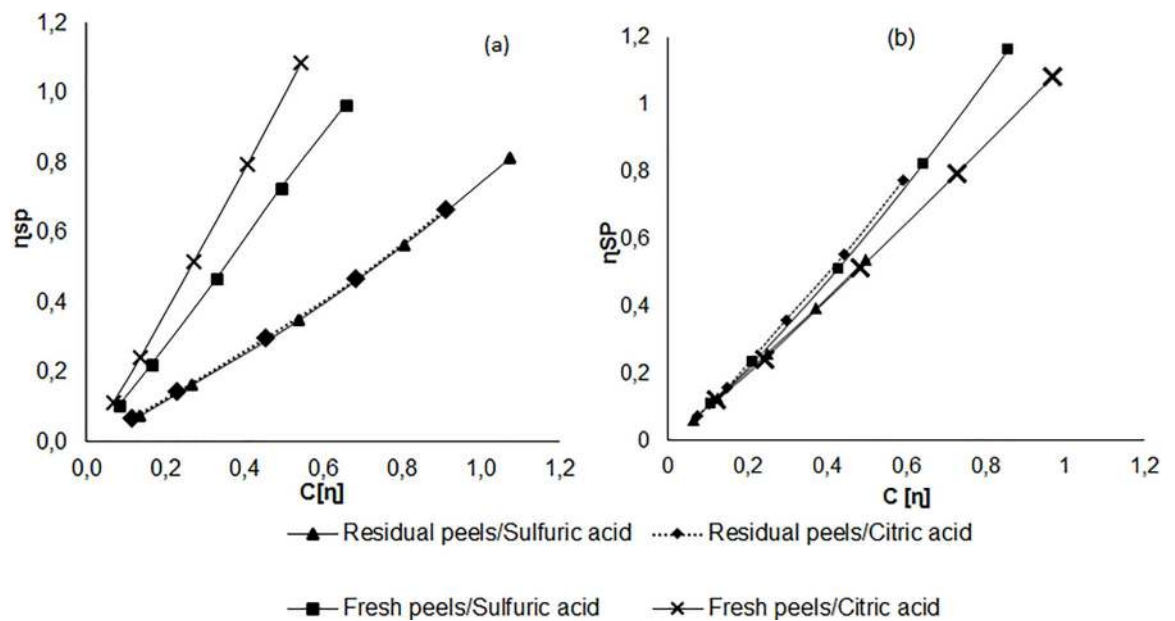 (a)
1,2
1,0
0,8
0,6
0,4
0,2
0,0
ηsp
0,0 0,2 0,4 0,6 0,8 1,0 1,2
C[η]
(b)
1,2
1
0,8
0,6
0,4
0,2
0
ηSP
0 0,2 0,4 0,6 0,8 1 1,2
C [η]
Residual peels/Sulfuric acid
Residual peels/Citric acid
Fresh peels/Sulfuric acid
Fresh peels/Citric acid